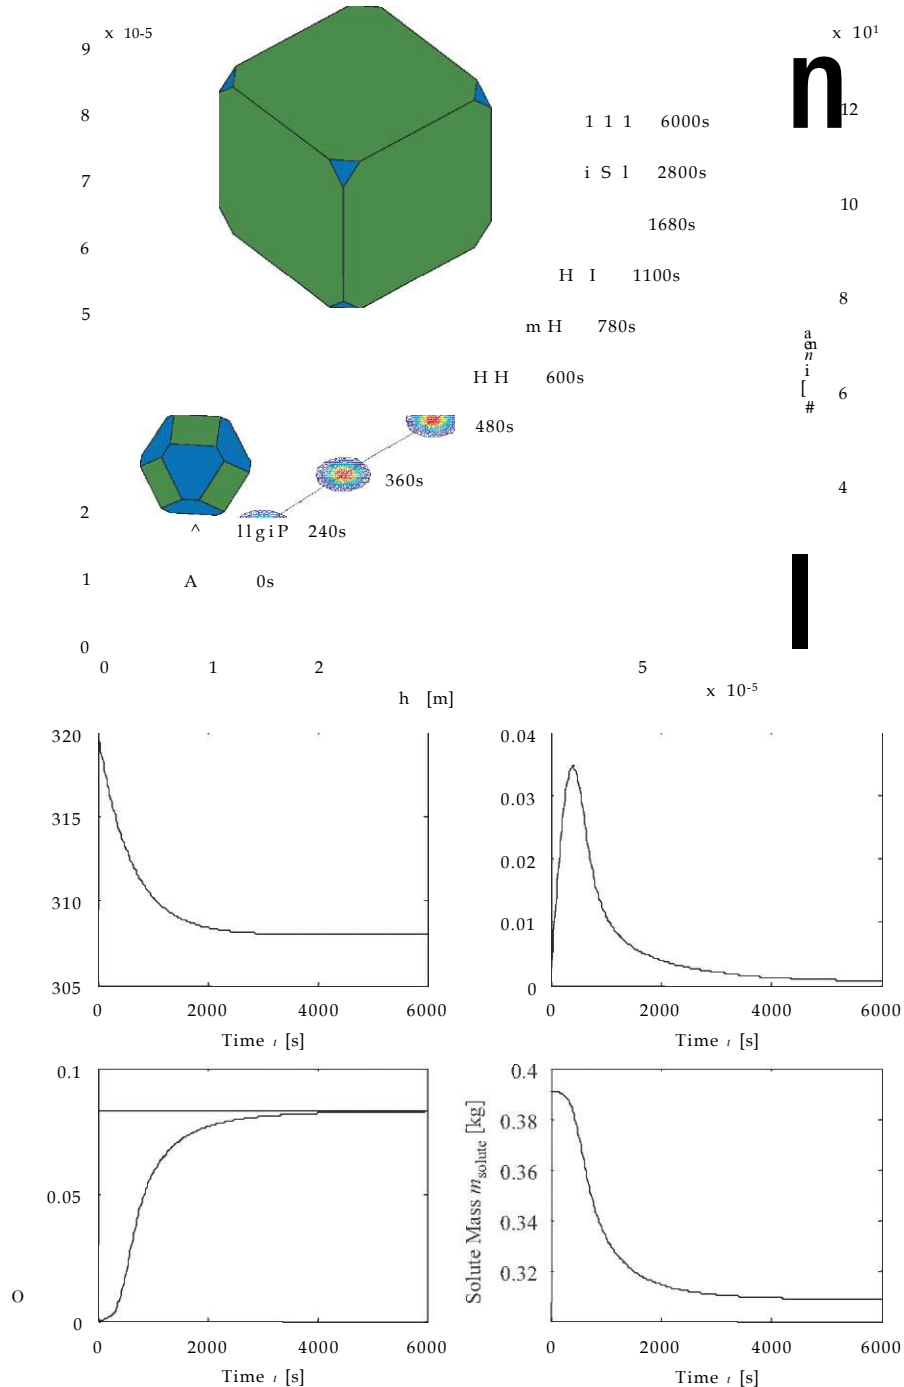 x 10-5
x 10¹
9
n
8
12
1 1 1 6000s
7
i S l 2800s
10
1680s
6
H I 1100s
8
5
m H 780s
a
en
n
i
[
#
H H 600s
6
480s
360s
4
2
^ llgiP 240s
1
A 0s
l
0
0 1 2 5
h [m]
x 10-5
320
315
310
305
0 2000 4000 6000
Time t [s]
0.04
0.03
0.02
0.01
0
0 2000 4000 6000
Time t [s]
0.1
0.05
0
O
0 2000 4000 6000
Time t [s]
Solute Mass msolute [kg]
0.4
0.38
0.36
0.34
0.32
0 2000 4000 6000
Time t [s]